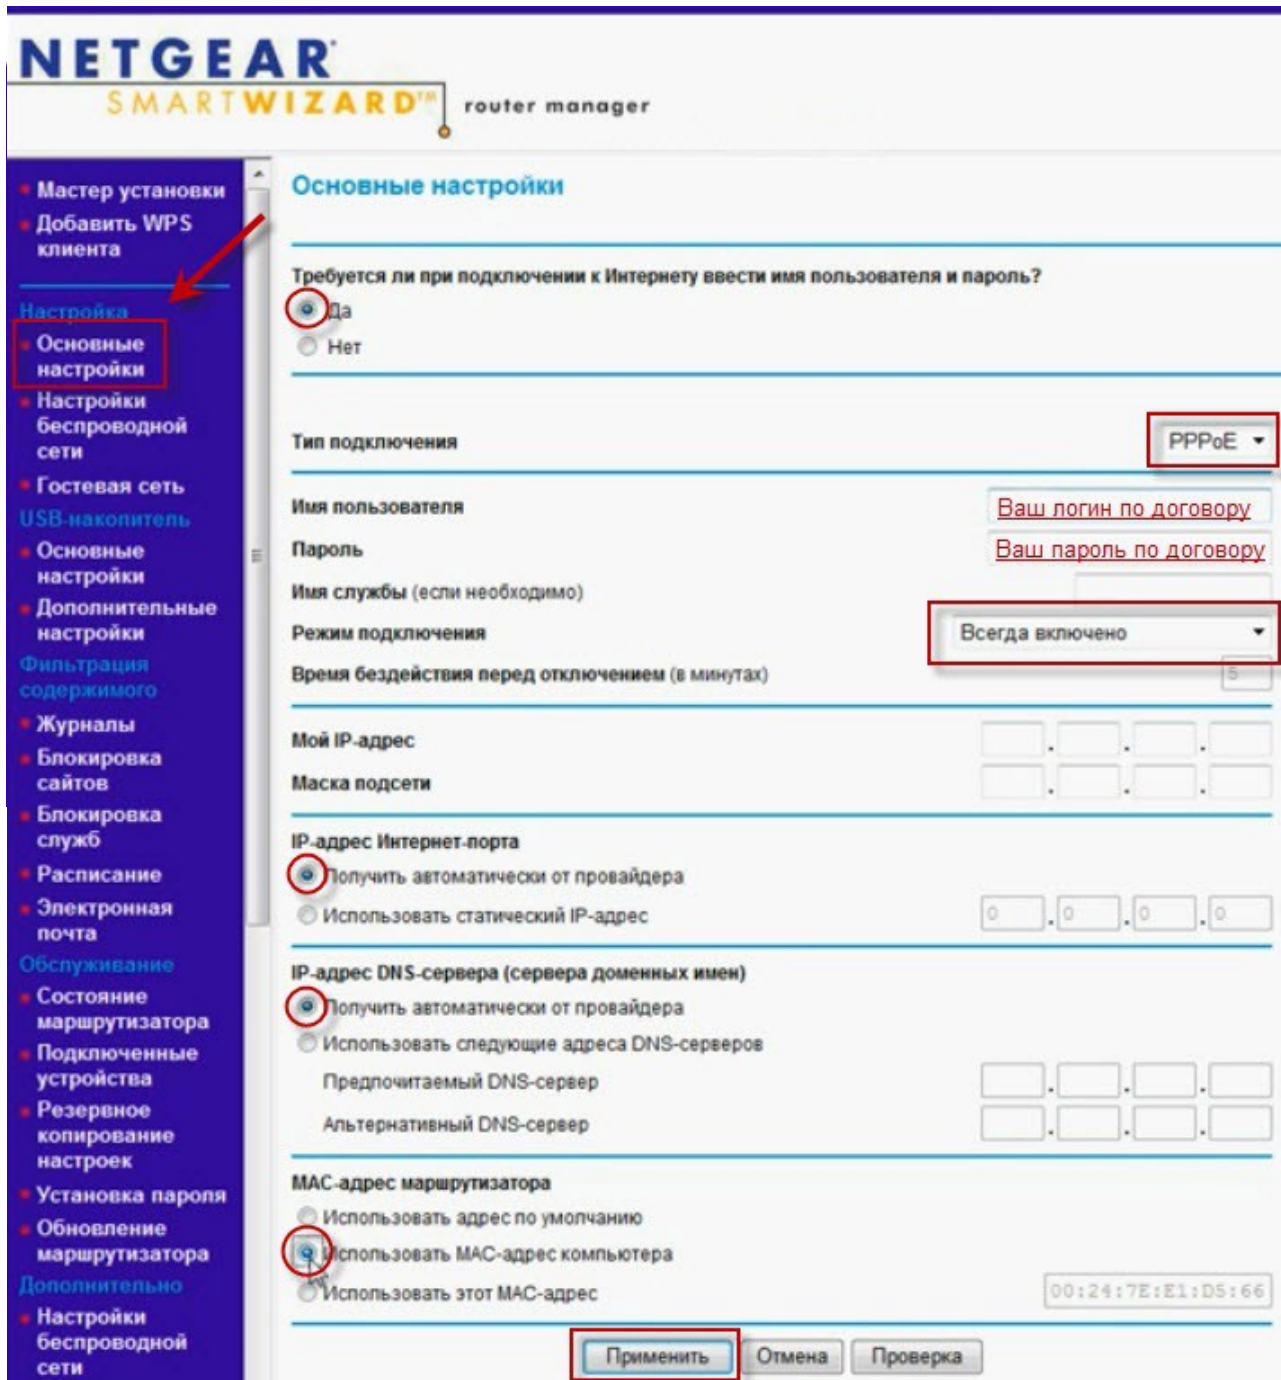 NETGEAR
SMARTWIZARD™ router manager
Мастер установки
Добавить WPS
клиента
Настройка
Основные
настройки
Настройки
беспроводной
сети
Гостевая сеть
USB-накопитель
Основные
настройки
Дополнительные
настройки
Фильтрация
содержимого
Журналы
Блокировка
сайтов
Блокировка
служб
Расписание
Электронная
почта
Обслуживание
Состояние
маршрутизатора
Подключенные
устройства
Резервное
копирование
настроек
Установка пароля
Обновление
маршрутизатора
Дополнительно
Настройки
беспроводной
сети
Основные настройки
Требуется ли при подключении к Интернету ввести имя пользователя и пароль?
Да
Нет
Тип подключения PPPoE
Имя пользователя Ваш логин по договору
Пароль Ваш пароль по договору
Имя службы (если необходимо)
Режим подключения Всегда включено
Время бездействия перед отключением (в минутах) 5
Мой IP-адрес . . .
Маска подсети . . .
IP-адрес Интернет-порта
Получить автоматически от провайдера
Использовать статический IP-адрес 0 . 0 . 0 . 0
IP-адрес DNS-сервера (сервера доменных имен)
Получить автоматически от провайдера
Использовать следующие адреса DNS-серверов
Предпочитаемый DNS-сервер . . .
Альтернативный DNS-сервер . . .
MAC-адрес маршрутизатора
Использовать адрес по умолчанию
Использовать MAC-адрес компьютера
Использовать этот MAC-адрес 00:24:7E:E1:D5:66
Применить Отмена Проверка